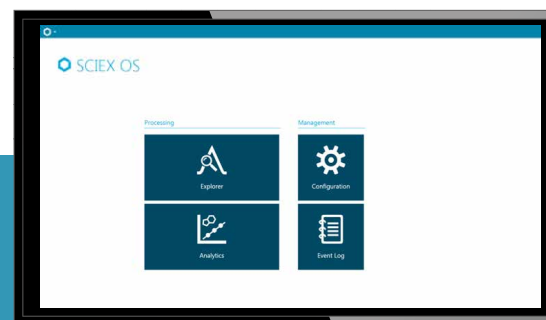 SCIEX OS
Processing
Management
Explorer
Configuration
Analytics
Event Log